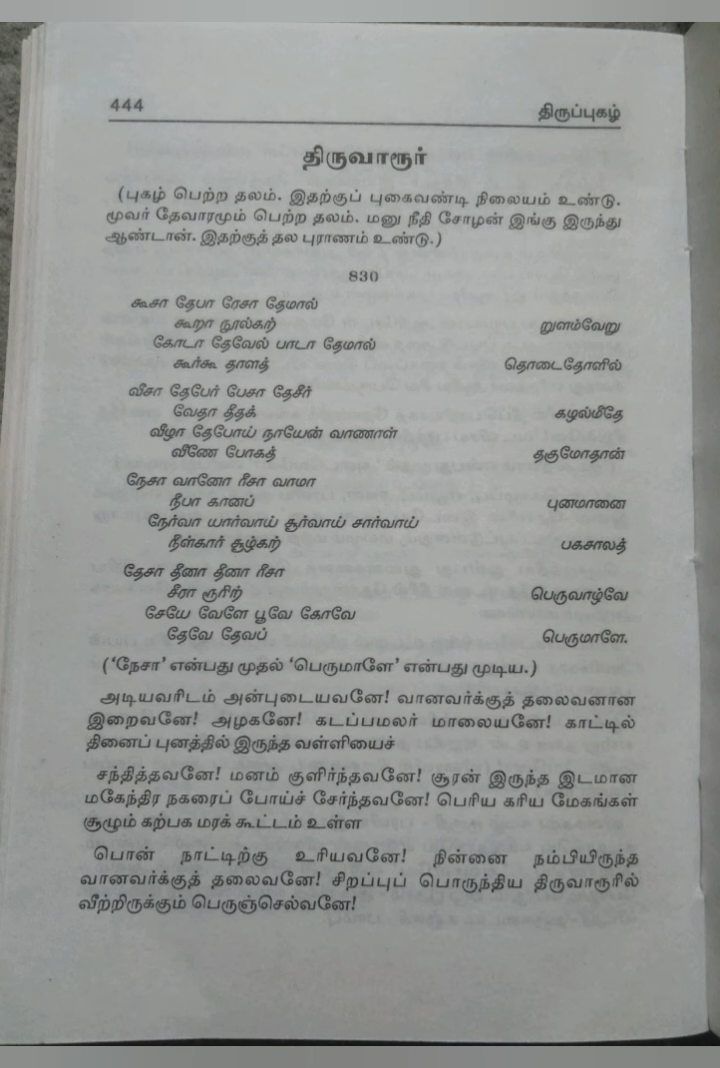 444 திருப்புகழ்
திருவாரூர்
(புகழ் பெற்ற தலம். இதற்குப் புகைவண்டி நிலையம் உண்டு.
மூவர் தேவாரமும் பெற்ற தலம். மனு நீதி சோழன் இங்கு இருந்து
ஆண்டான். இதற்குத் தல புராணம் உண்டு.)
830
கூசா தேபா ரேசா தேமால்
கூறா நூல்கற் றுளம்வேறு
கோடா தேவேல் பாடா தேமால்
கூர்கூ தாளத் தொடைதோளில்
வீசா தேபேர் பேசா தேசீர்
வேதா தீதக் கழல்மீதே
வீழா தேபோய் நாயேன் வாணாள்
வீணே போகத் தகுமோதான்
நேசா வானோ ரீசா வாமா
நீபா கானப் புனமானை
நேர்வா யார்வாய் சூர்வாய் சார்வாய்
நீள்கார் சூழ்கற் பகசாலத்
தேசா தீனா தீனா ரீசா
சீரா ரூரிற் பெருவாழ்வே
சேயே வேளே பூவே கோவே
தேவே தேவப் பெருமாளே.
('நேசா' என்பது முதல் 'பெருமாளே' என்பது முடிய.)
அடியவரிடம் அன்புடையவனே! வானவர்க்குத் தலைவனான
இறைவனே! அழகனே! கடப்பமலர் மாலையனே! காட்டில்
தினைப் புனத்தில் இருந்த வள்ளியைச்
சந்தித்தவனே! மனம் குளிர்ந்தவனே! சூரன் இருந்த இடமான
மகேந்திர நகரைப் போய்ச் சேர்ந்தவனே! பெரிய கரிய மேகங்கள்
சூழும் கற்பக மரக் கூட்டம் உள்ள
பொன் நாட்டிற்கு உரியவனே! நின்னை நம்பியிருந்த
வானவர்க்குத் தலைவனே! சிறப்புப் பொருந்திய திருவாரூரில்
வீற்றிருக்கும் பெருஞ்செல்வனே!